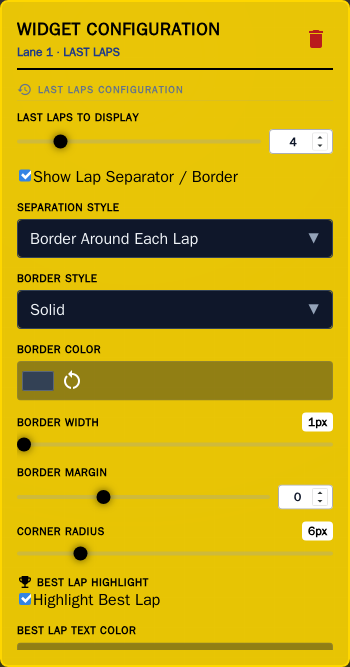 WIDGET CONFIGURATION
Lane 1 · LAST LAPS
LAST LAPS CONFIGURATION
LAST LAPS TO DISPLAY
4
Show Lap Separator / Border
SEPARATION STYLE
Border Around Each Lap
BORDER STYLE
Solid
BORDER COLOR
BORDER WIDTH 1px
BORDER MARGIN
0
CORNER RADIUS 6px
BEST LAP HIGHLIGHT
Highlight Best Lap
BEST LAP TEXT COLOR